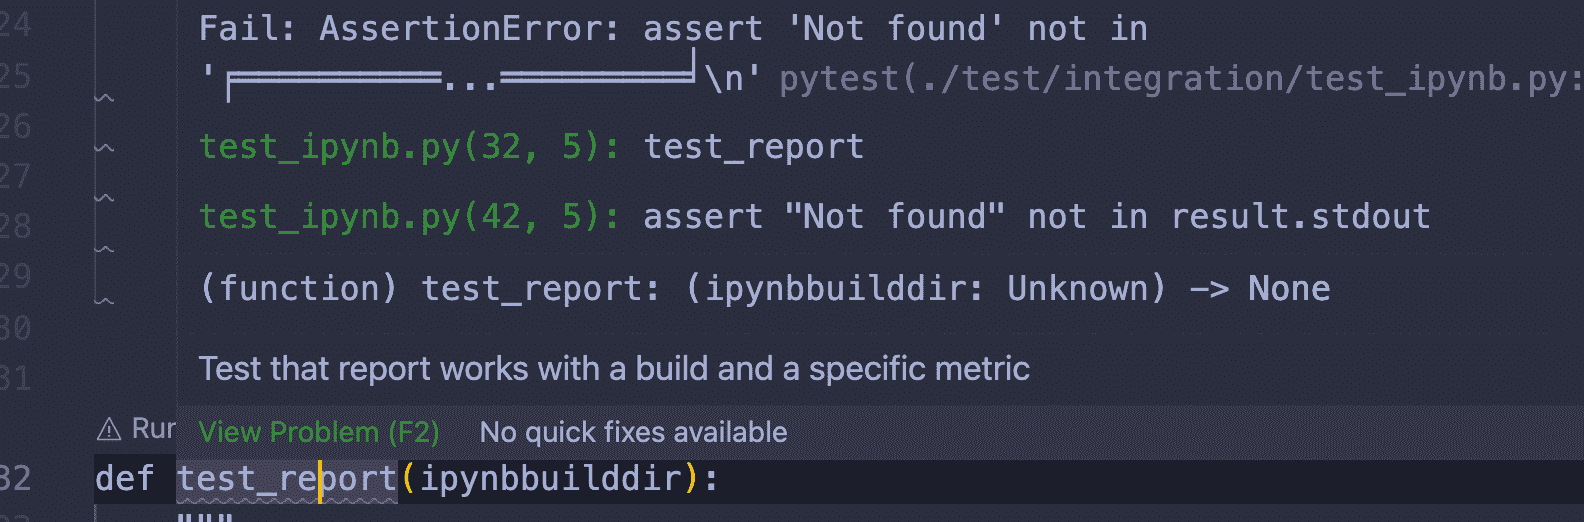 24
Fail: AssertionError: assert 'Not found' not in
25
'╒══════════...══════════╛\n' pytest(./test/integration/test_ipynb.py:
26
test_ipynb.py(32, 5): test_report
27
28
test_ipynb.py(42, 5): assert "Not found" not in result.stdout
29
(function) test_report: (ipynbbuilddir: Unknown) -> None
30
31
Test that report works with a build and a specific metric
Run
View Problem (F2) No quick fixes available
32 def test_report(ipynbbuilddir):
"""